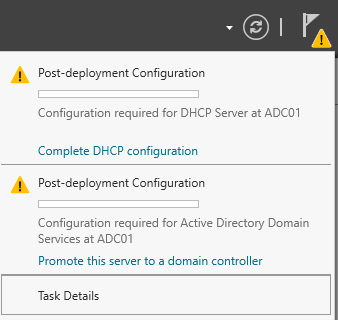 Post-deployment Configuration
Configuration required for DHCP Server at ADC01
Complete DHCP configuration
Post-deployment Configuration
Configuration required for Active Directory Domain
Services at ADC01
Promote this server to a domain controller
Task Details